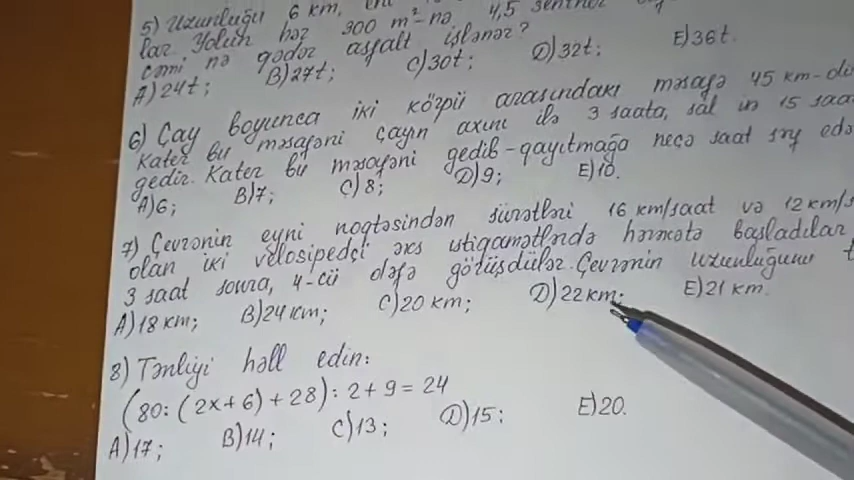 5) Uzunluğu 6 km, eni
lar. Yolun hər 300 m²-nə 4,5 sentner
cəmi nə qədər asfalt işlənər?
A) 24t; B) 27t; C) 30t; D) 32t; E) 36t.
6) Çay boyunca iki körpü arasındakı məsafə 45 km-di
Kater bu məsafəni çayın axını ilə 3 saata, sal isə 15 saa
gedir. Kater bu məsafəni gedib-qayıtmağa neçə saat sərf edə
A) 6; B) 7; C) 8; D) 9; E) 10.
7) Çevrənin eyni nöqtəsindən sürətləri 16 km/saat və 12 km/s
olan iki velosipedçi əks istiqamətlərdə hərəkətə başladılar
3 saat sonra, 4-cü dəfə görüşdülər. Çevrənin uzunluğunu t
A) 18 km; B) 24 km; C) 20 km; D) 22 km; E) 21 km.
8) Tənliyi həll edin:
(80:(2x+6)+28):2+9=24
A) 17; B) 14; C) 13; D) 15; E) 20.